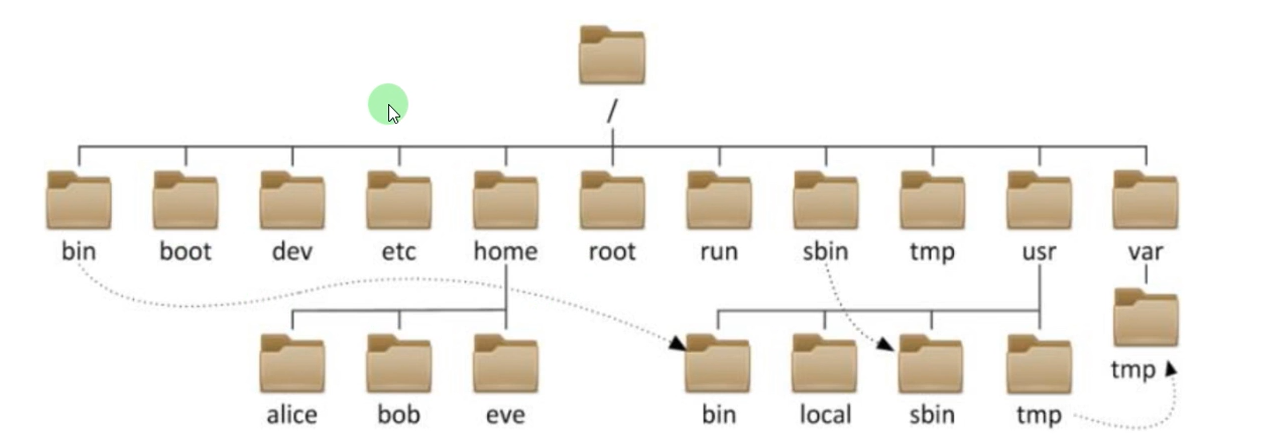 /
bin boot dev etc home root run sbin tmp usr var
tmp
alice bob eve bin local sbin tmp